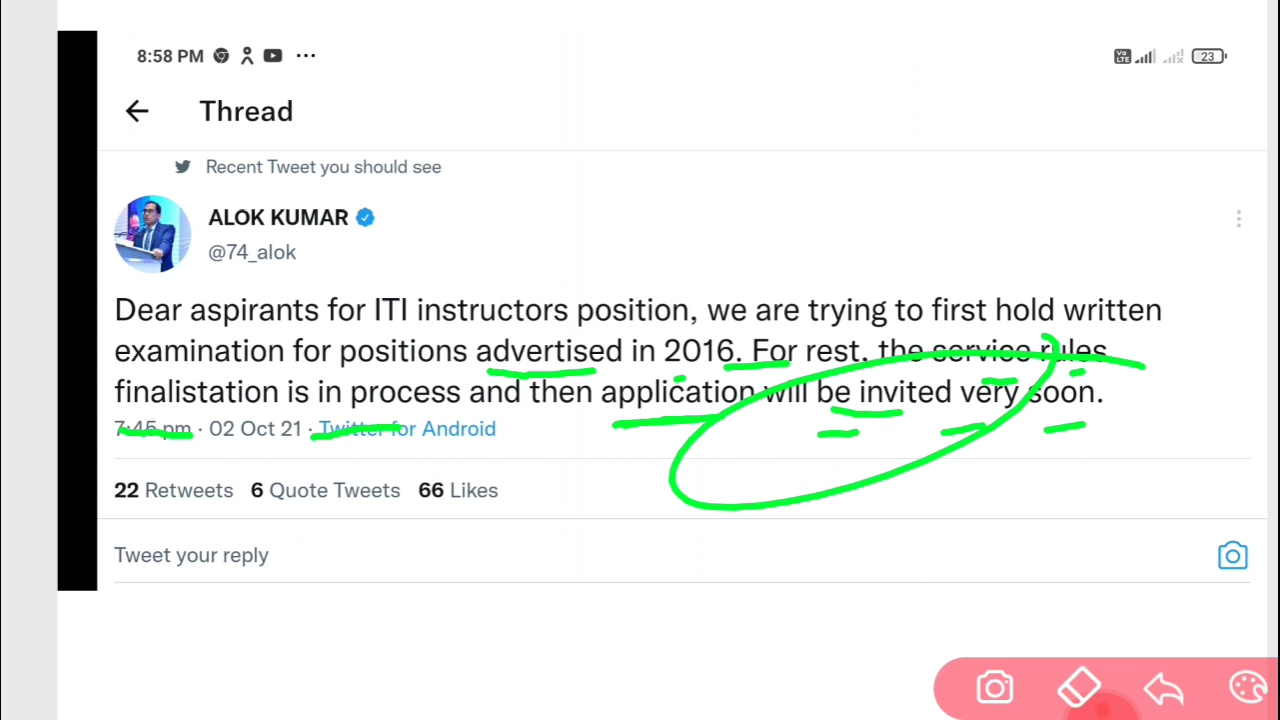 8:58 PM ...
23
Thread
Recent Tweet you should see
ALOK KUMAR
@74_alok
Dear aspirants for ITI instructors position, we are trying to first hold written
examination for positions advertised in 2016. For rest, the service rules
finalistation is in process and then application will be invited very soon.
7:45 pm · 02 Oct 21 · Twitter for Android
22 Retweets 6 Quote Tweets 66 Likes
Tweet your reply